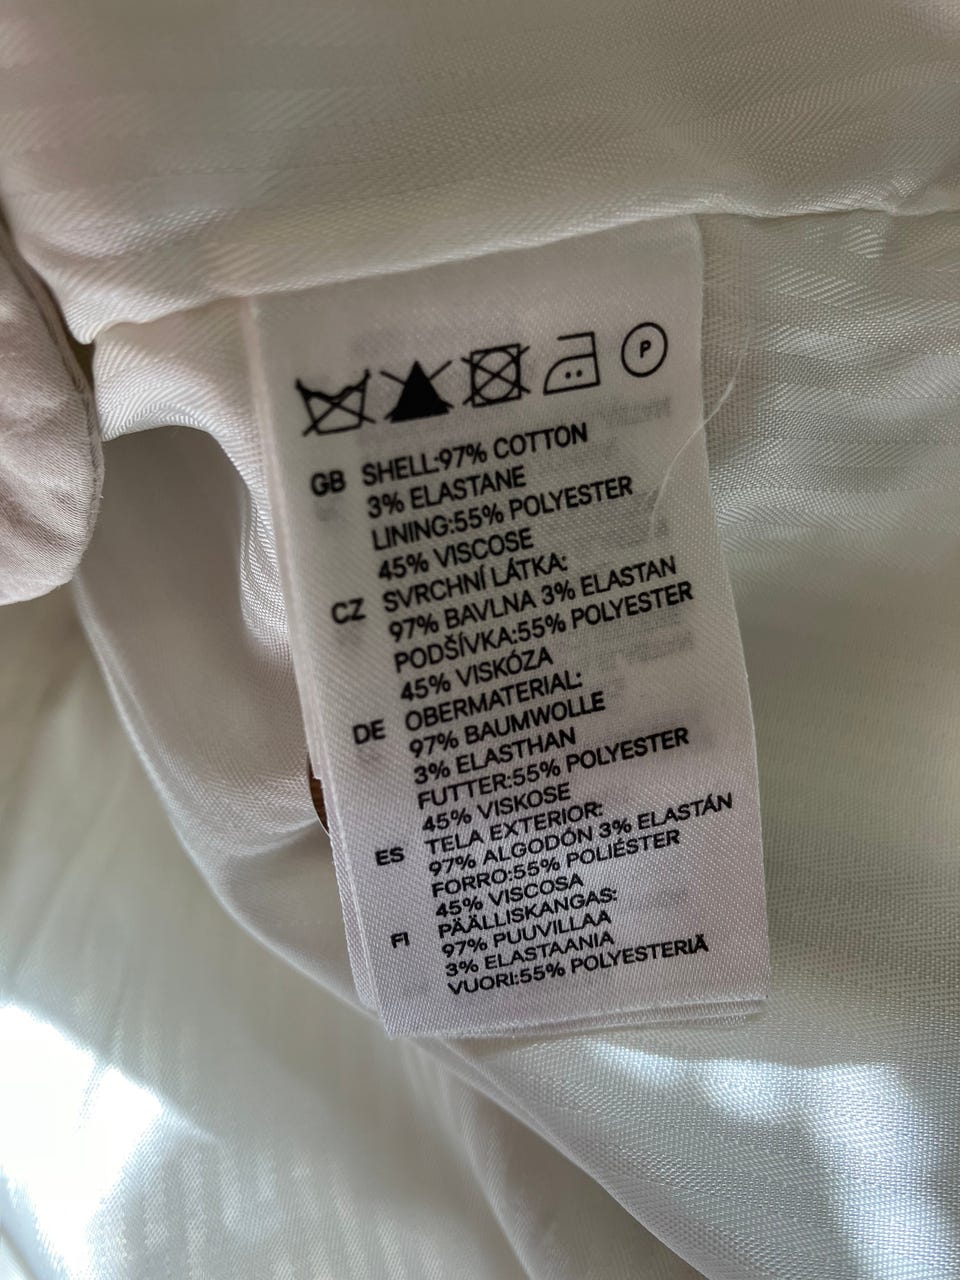 P
GB SHELL:97% COTTON
3% ELASTANE
LINING:55% POLYESTER
45% VISCOSE
CZ SVRCHNÍ LÁTKA:
97% BAVLNA 3% ELASTAN
PODŠÍVKA:55% POLYESTER
45% VISKÓZA
DE OBERMATERIAL:
97% BAUMWOLLE
3% ELASTHAN
FUTTER:55% POLYESTER
45% VISKOSE
ES TELA EXTERIOR:
97% ALGODÓN 3% ELASTÁN
FORRO:55% POLIÉSTER
45% VISCOSA
FI PÄÄLLISKANGAS:
97% PUUVILLAA
3% ELASTAANIA
VUORI:55% POLYESTERIÄ